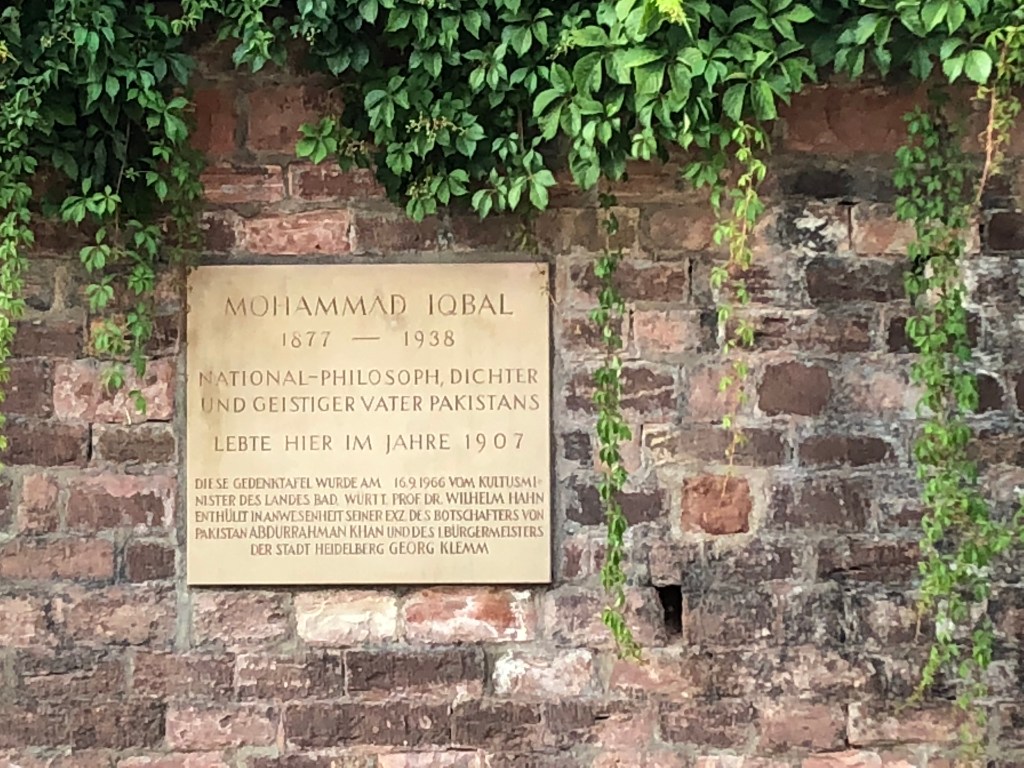 MOHAMMAD IQBAL
1877 — 1938
NATIONAL-PHILOSOPH, DICHTER
UND GEISTIGER VATER PAKISTANS
LEBTE HIER IM JAHRE 1907
DIESE GEDENKTAFEL WURDE AM 16.9.1966 VOM KULTUSMI-
NISTER DES LANDES BAD. WÜRTT. PROF. DR. WILHELM HAHN
ENTHÜLLT IN ANWESENHEIT SEINER EXZ. DES BOTSCHAFTERS VON
PAKISTAN ABDURRAHMAN KHAN UND DES I. BÜRGERMEISTERS
DER STADT HEIDELBERG GEORG KLEMM